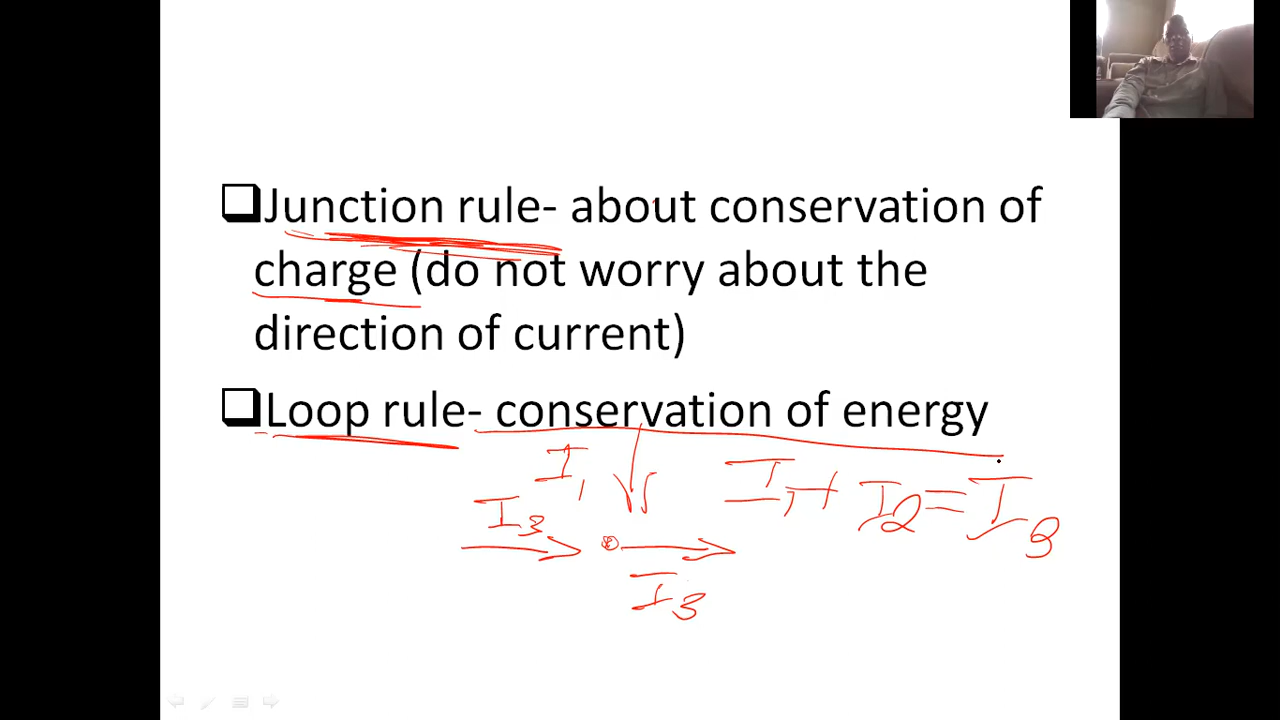 Junction rule- about conservation of
charge (do not worry about the
direction of current)
Loop rule- conservation of energy
I1
I1 + I2 = I3
I3
I3